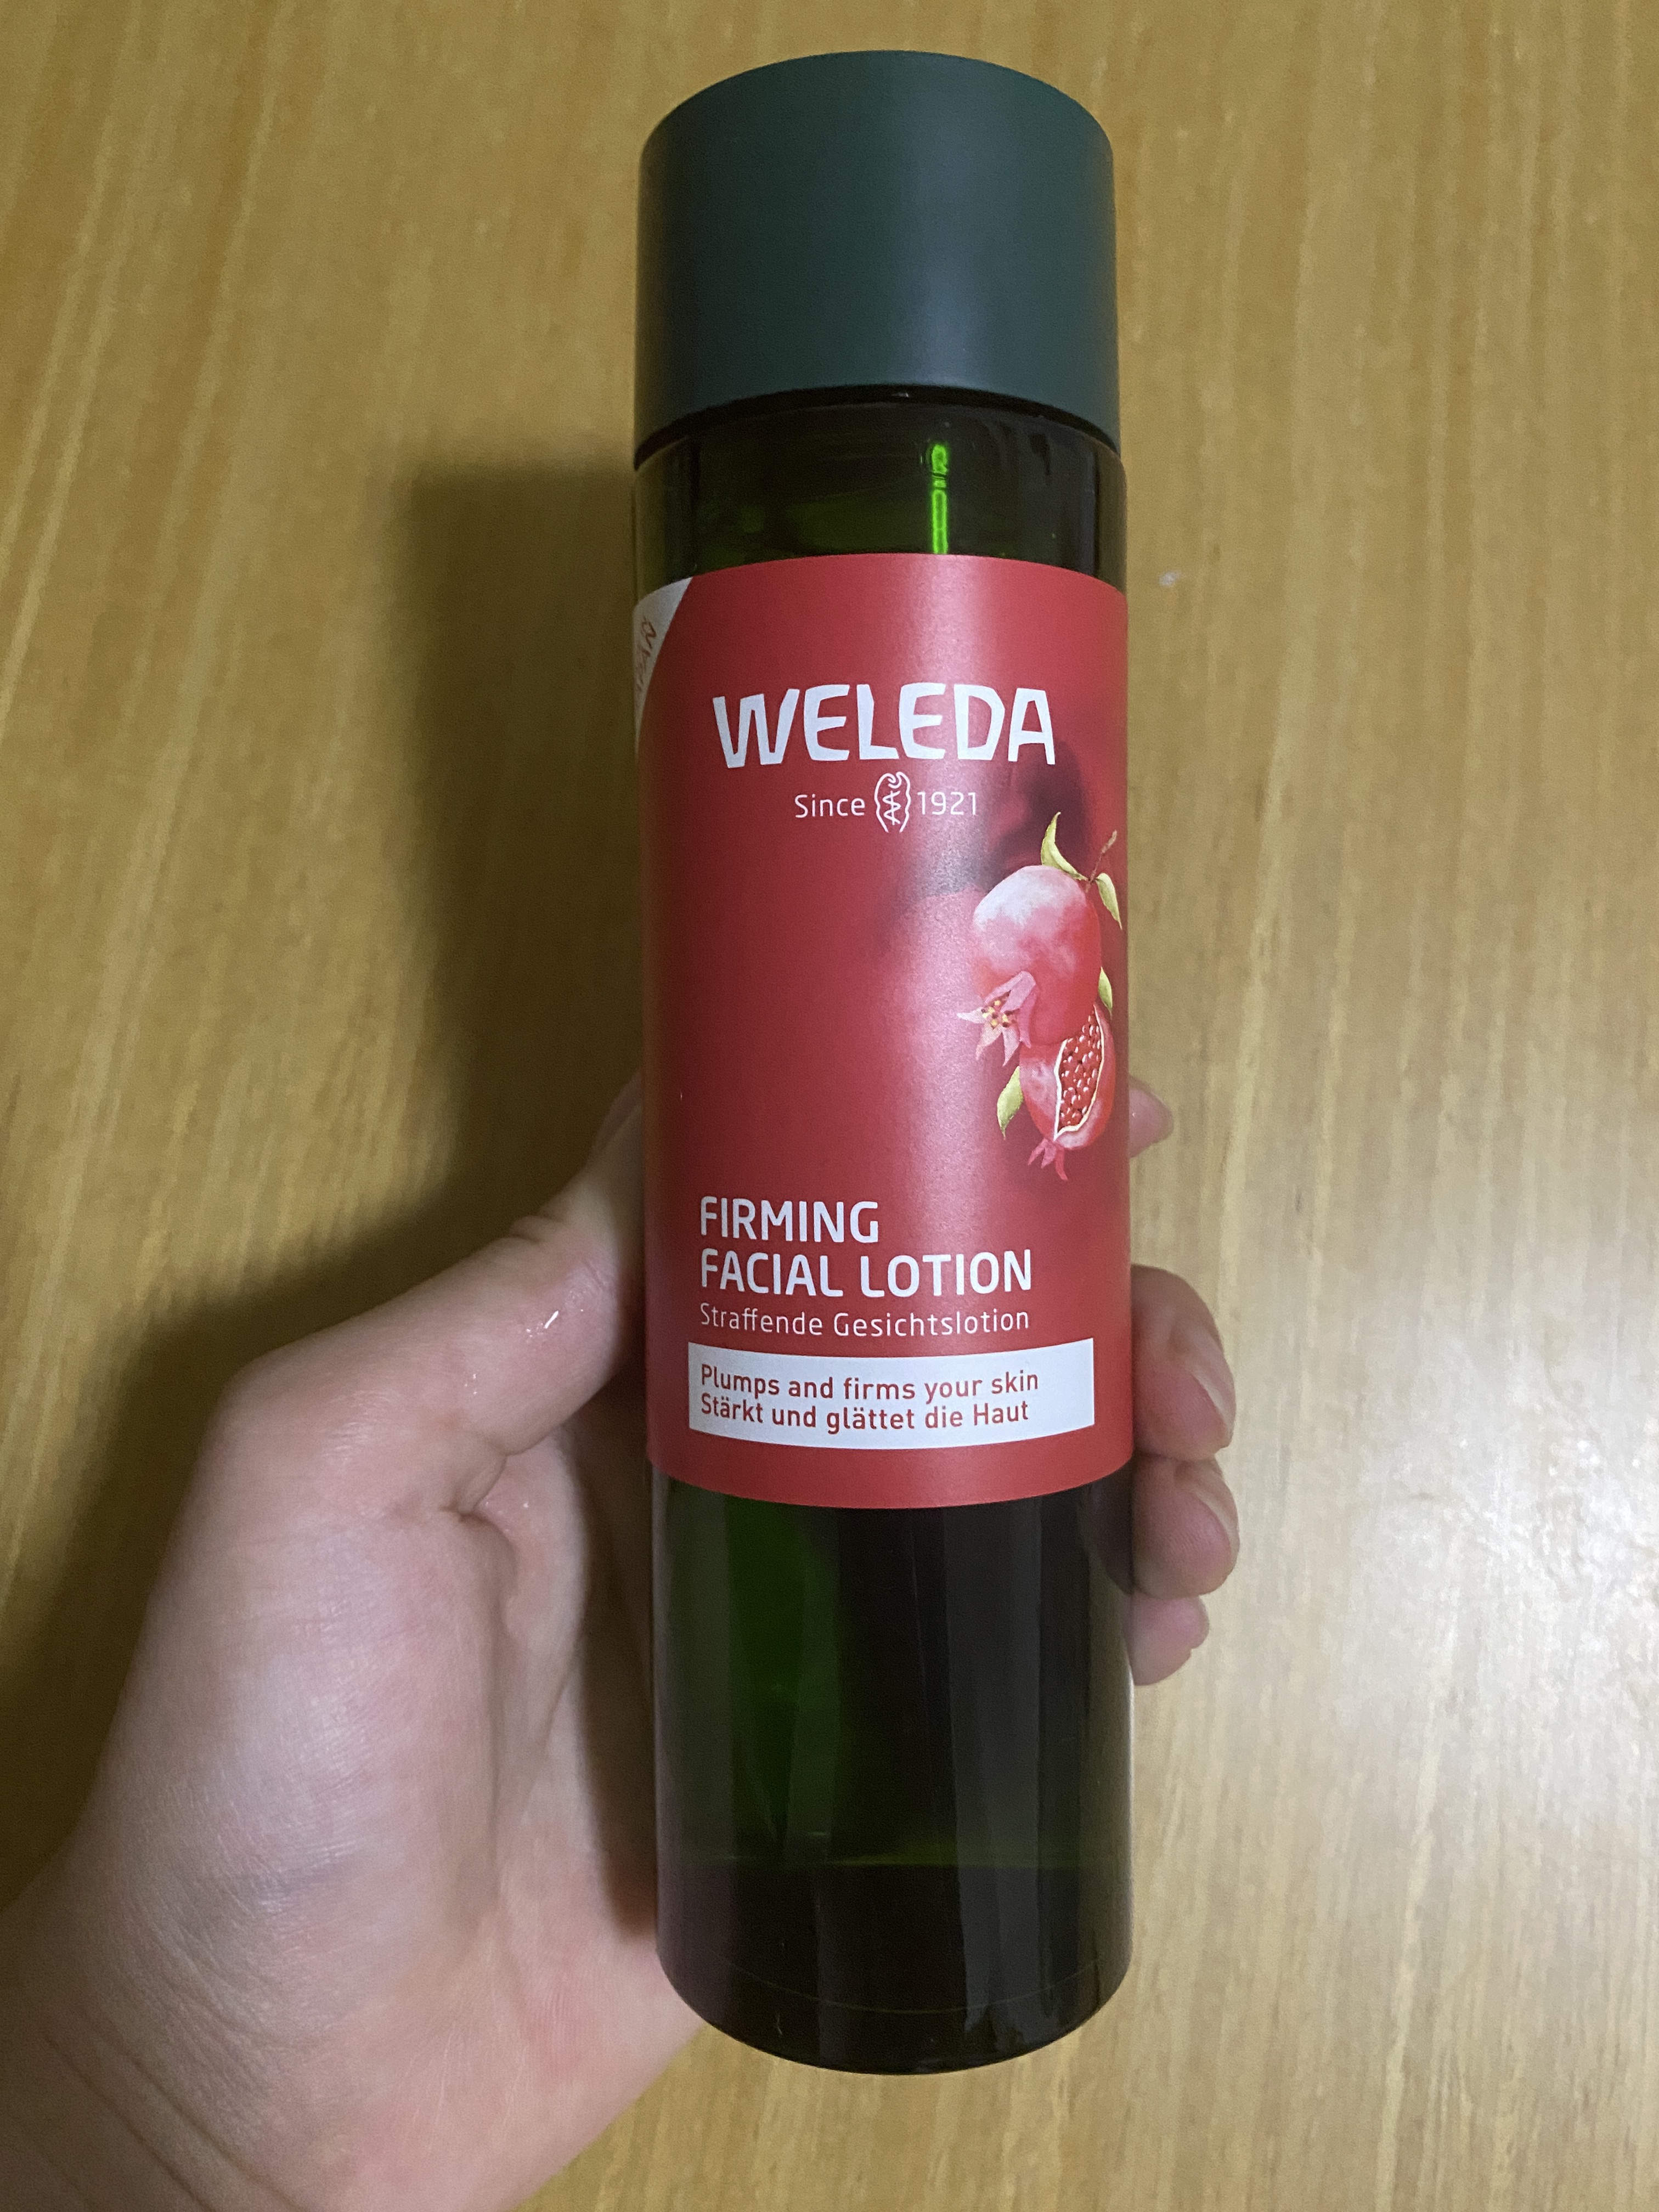 WELEDA
Since 1921
FIRMING
FACIAL LOTION
Straffende Gesichtslotion
Plumps and firms your skin
Stärkt und glättet die Haut